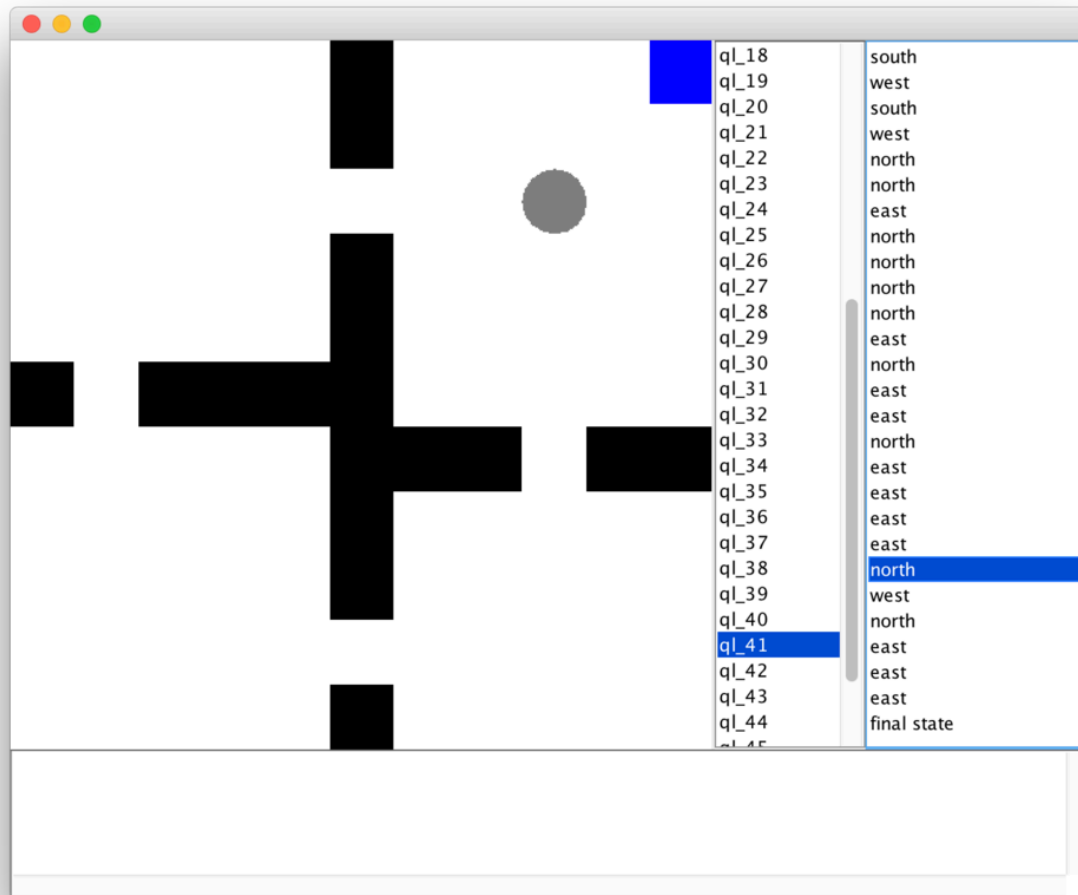 ql_18
ql_19
ql_20
ql_21
ql_22
ql_23
ql_24
ql_25
ql_26
ql_27
ql_28
ql_29
ql_30
ql_31
ql_32
ql_33
ql_34
ql_35
ql_36
ql_37
ql_38
ql_39
ql_40
ql_41
ql_42
ql_43
ql_44
south
west
south
west
north
north
east
north
north
north
north
east
north
east
east
north
east
east
east
east
north
west
north
east
east
east
final state